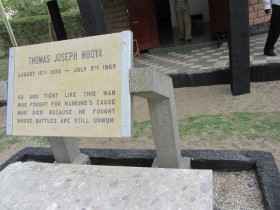 THOMAS JOSEPH MBOYA
AUGUST 15TH 1930 — JULY 5TH 1969
GO AND FIGHT LIKE THIS MAN
WHO FOUGHT FOR MANKIND'S CAUSE
WHO DIED BECAUSE HE FOUGHT
WHOSE BATTLES ARE STILL UNWON